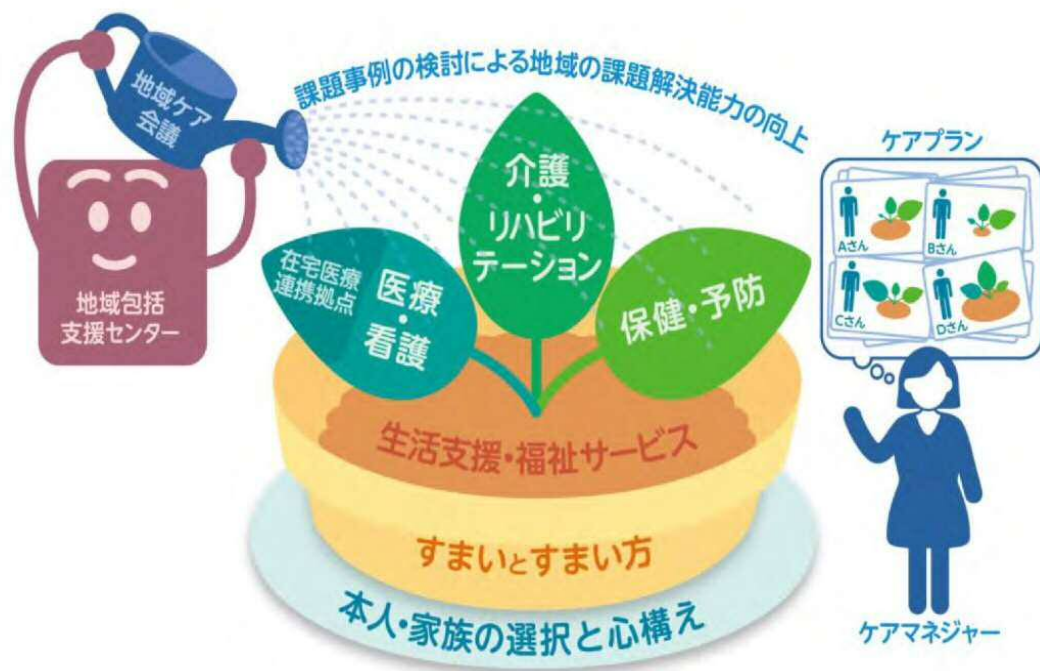 地域ケア
会議
課題事例の検討による地域の課題解決能力の向上
地域包括
支援センター
在宅医療
連携拠点
医療
・
看護
介護
・
リハビリ
テーション
保健・予防
生活支援・福祉サービス
すまいとすまい方
本人・家族の選択と心構え
ケアプラン
Aさん
Bさん
Cさん
Dさん
ケアマネジャー